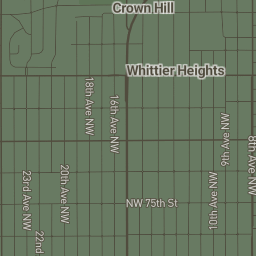 Crown Hill
Whittier Heights
18th Ave NW
16th Ave NW
9th Ave NW
8th Ave NW
23rd Ave NW
20th Ave NW
10th Ave NW
NW 75th St
22nd